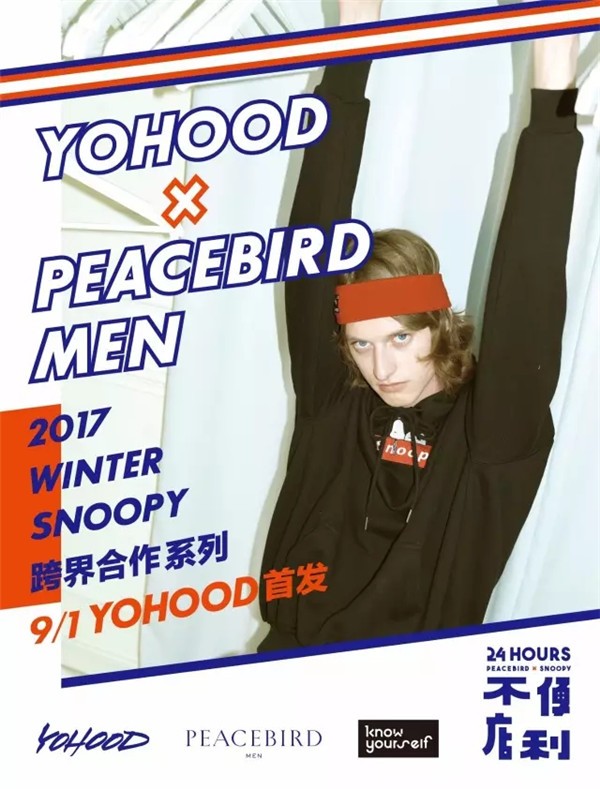 YOHOOD
×
PEACEBIRD
MEN
2017
WINTER
SNOOPY
跨界合作系列
9/1 YOHOOD首发
snoop
24 HOURS
PEACEBIRD × SNOOPY
不便
利店
YOHOOD
PEACEBIRD
MEN
know
yourself